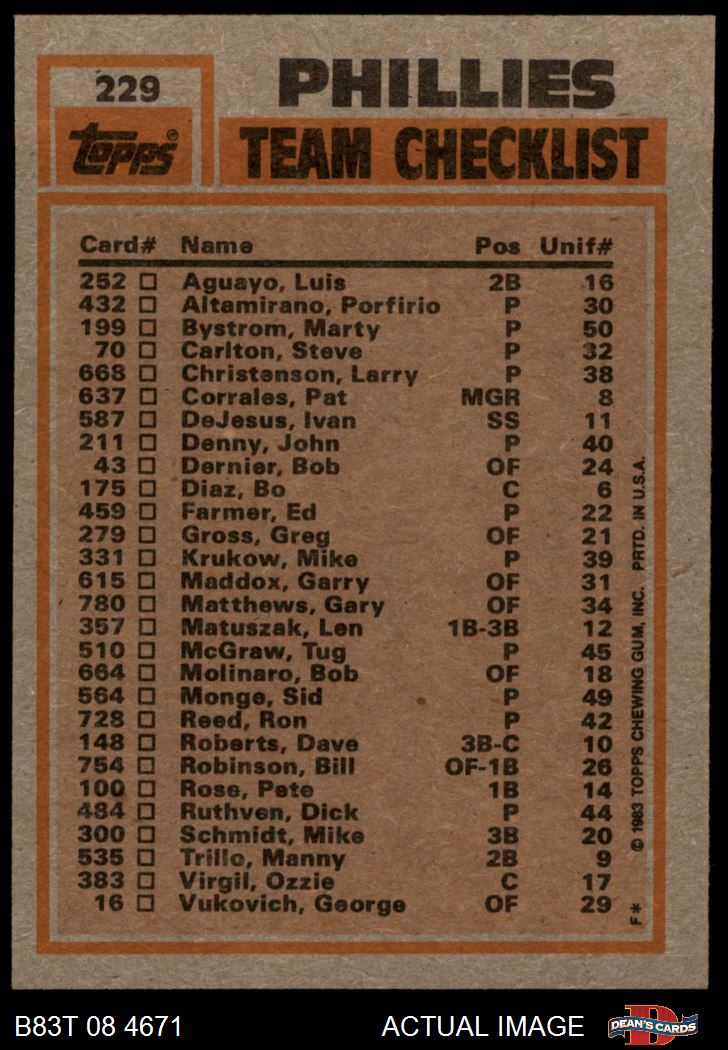 229 PHILLIES
Topps® TEAM CHECKLIST
Card# Name Pos Unif#
252 Aguayo, Luis 2B 16
432 Altamirano, Porfirio P 30
199 Bystrom, Marty P 50
70 Carlton, Steve P 32
668 Christenson, Larry P 38
637 Corrales, Pat MGR 8
587 DeJesus, Ivan SS 11
211 Denny, John P 40
43 Dernier, Bob OF 24
175 Diaz, Bo C 6
459 Farmer, Ed P 22
279 Gross, Greg OF 21
331 Krukow, Mike P 39
615 Maddox, Garry OF 31
780 Matthews, Gary OF 34
357 Matuszak, Len 1B-3B 12
510 McGraw, Tug P 45
664 Molinaro, Bob OF 18
564 Monge, Sid P 49
728 Reed, Ron P 42
148 Roberts, Dave 3B-C 10
754 Robinson, Bill OF-1B 26
100 Rose, Pete 1B 14
484 Ruthven, Dick P 44
300 Schmidt, Mike 3B 20
535 Trillo, Manny 2B 9
383 Virgil, Ozzie C 17
16 Vukovich, George OF 29
F* © 1983 TOPPS CHEWING GUM, INC. PRTD. IN U.S.A.
B83T 08 4671 ACTUAL IMAGE D DEAN'S CARDS